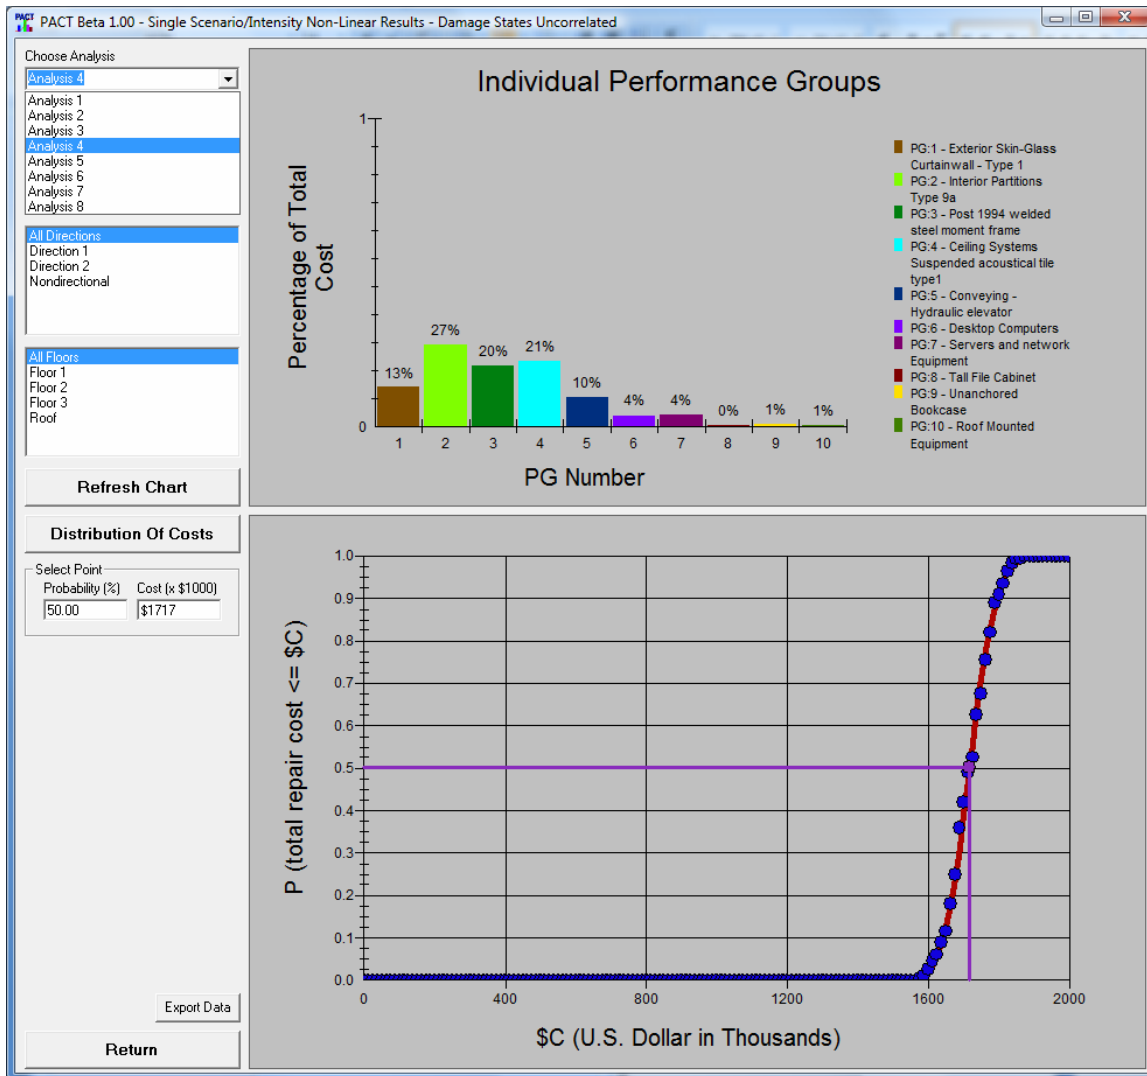 PACT Beta 1.00 - Single Scenario/Intensity Non-Linear Results - Damage States Uncorrelated
Choose Analysis
Analysis 4
Analysis 1
Analysis 2
Analysis 3
Analysis 4
Analysis 5
Analysis 6
Analysis 7
Analysis 8
All Directions
Direction 1
Direction 2
Nondirectional
All Floors
Floor 1
Floor 2
Floor 3
Roof
Refresh Chart
Distribution Of Costs
Select Point
Probability (%) Cost (x $1000)
50.00 $1717
Export Data
Return
Individual Performance Groups
Percentage of Total
Cost
1
0
13%
27%
20%
21%
10%
4%
4%
0%
1%
1%
1 2 3 4 5 6 7 8 9 10
PG Number
PG:1 - Exterior Skin-Glass
Curtainwall - Type 1
PG:2 - Interior Partitions
Type 9a
PG:3 - Post 1994 welded
steel moment frame
PG:4 - Ceiling Systems
Suspended acoustical tile
type1
PG:5 - Conveying -
Hydraulic elevator
PG:6 - Desktop Computers
PG:7 - Servers and network
Equipment
PG:8 - Tall File Cabinet
PG:9 - Unanchored
Bookcase
PG:10 - Roof Mounted
Equipment
P (total repair cost <= $C)
1.0
0.9
0.8
0.7
0.6
0.5
0.4
0.3
0.2
0.1
0.0
0 400 800 1200 1600 2000
$C (U.S. Dollar in Thousands)